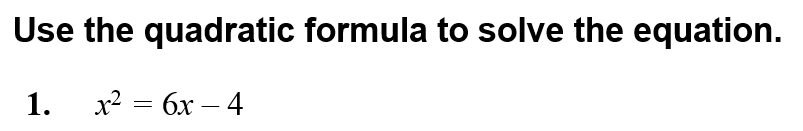 Use the quadratic formula to solve the equation.
1. x² = 6x – 4